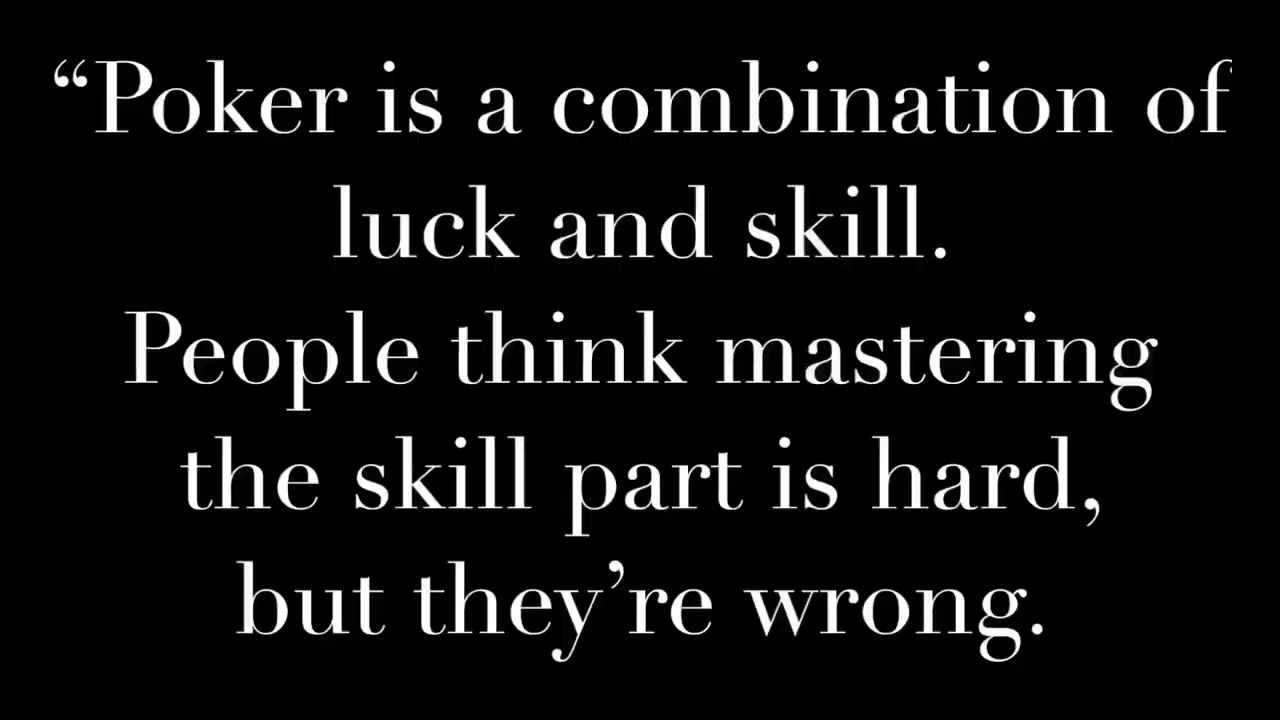 “Poker is a combination of
luck and skill.
People think mastering
the skill part is hard,
but they’re wrong.